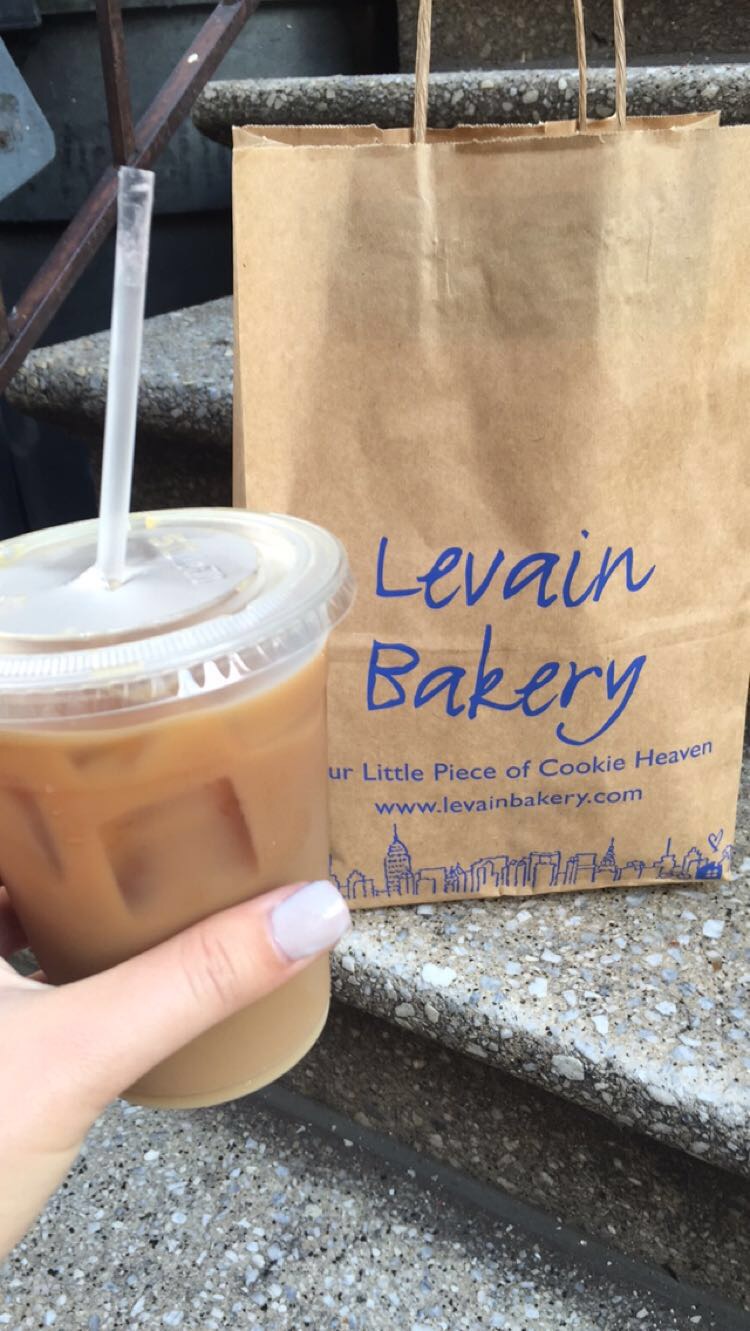 Levain
Bakery
ur Little Piece of Cookie Heaven
www.levainbakery.com